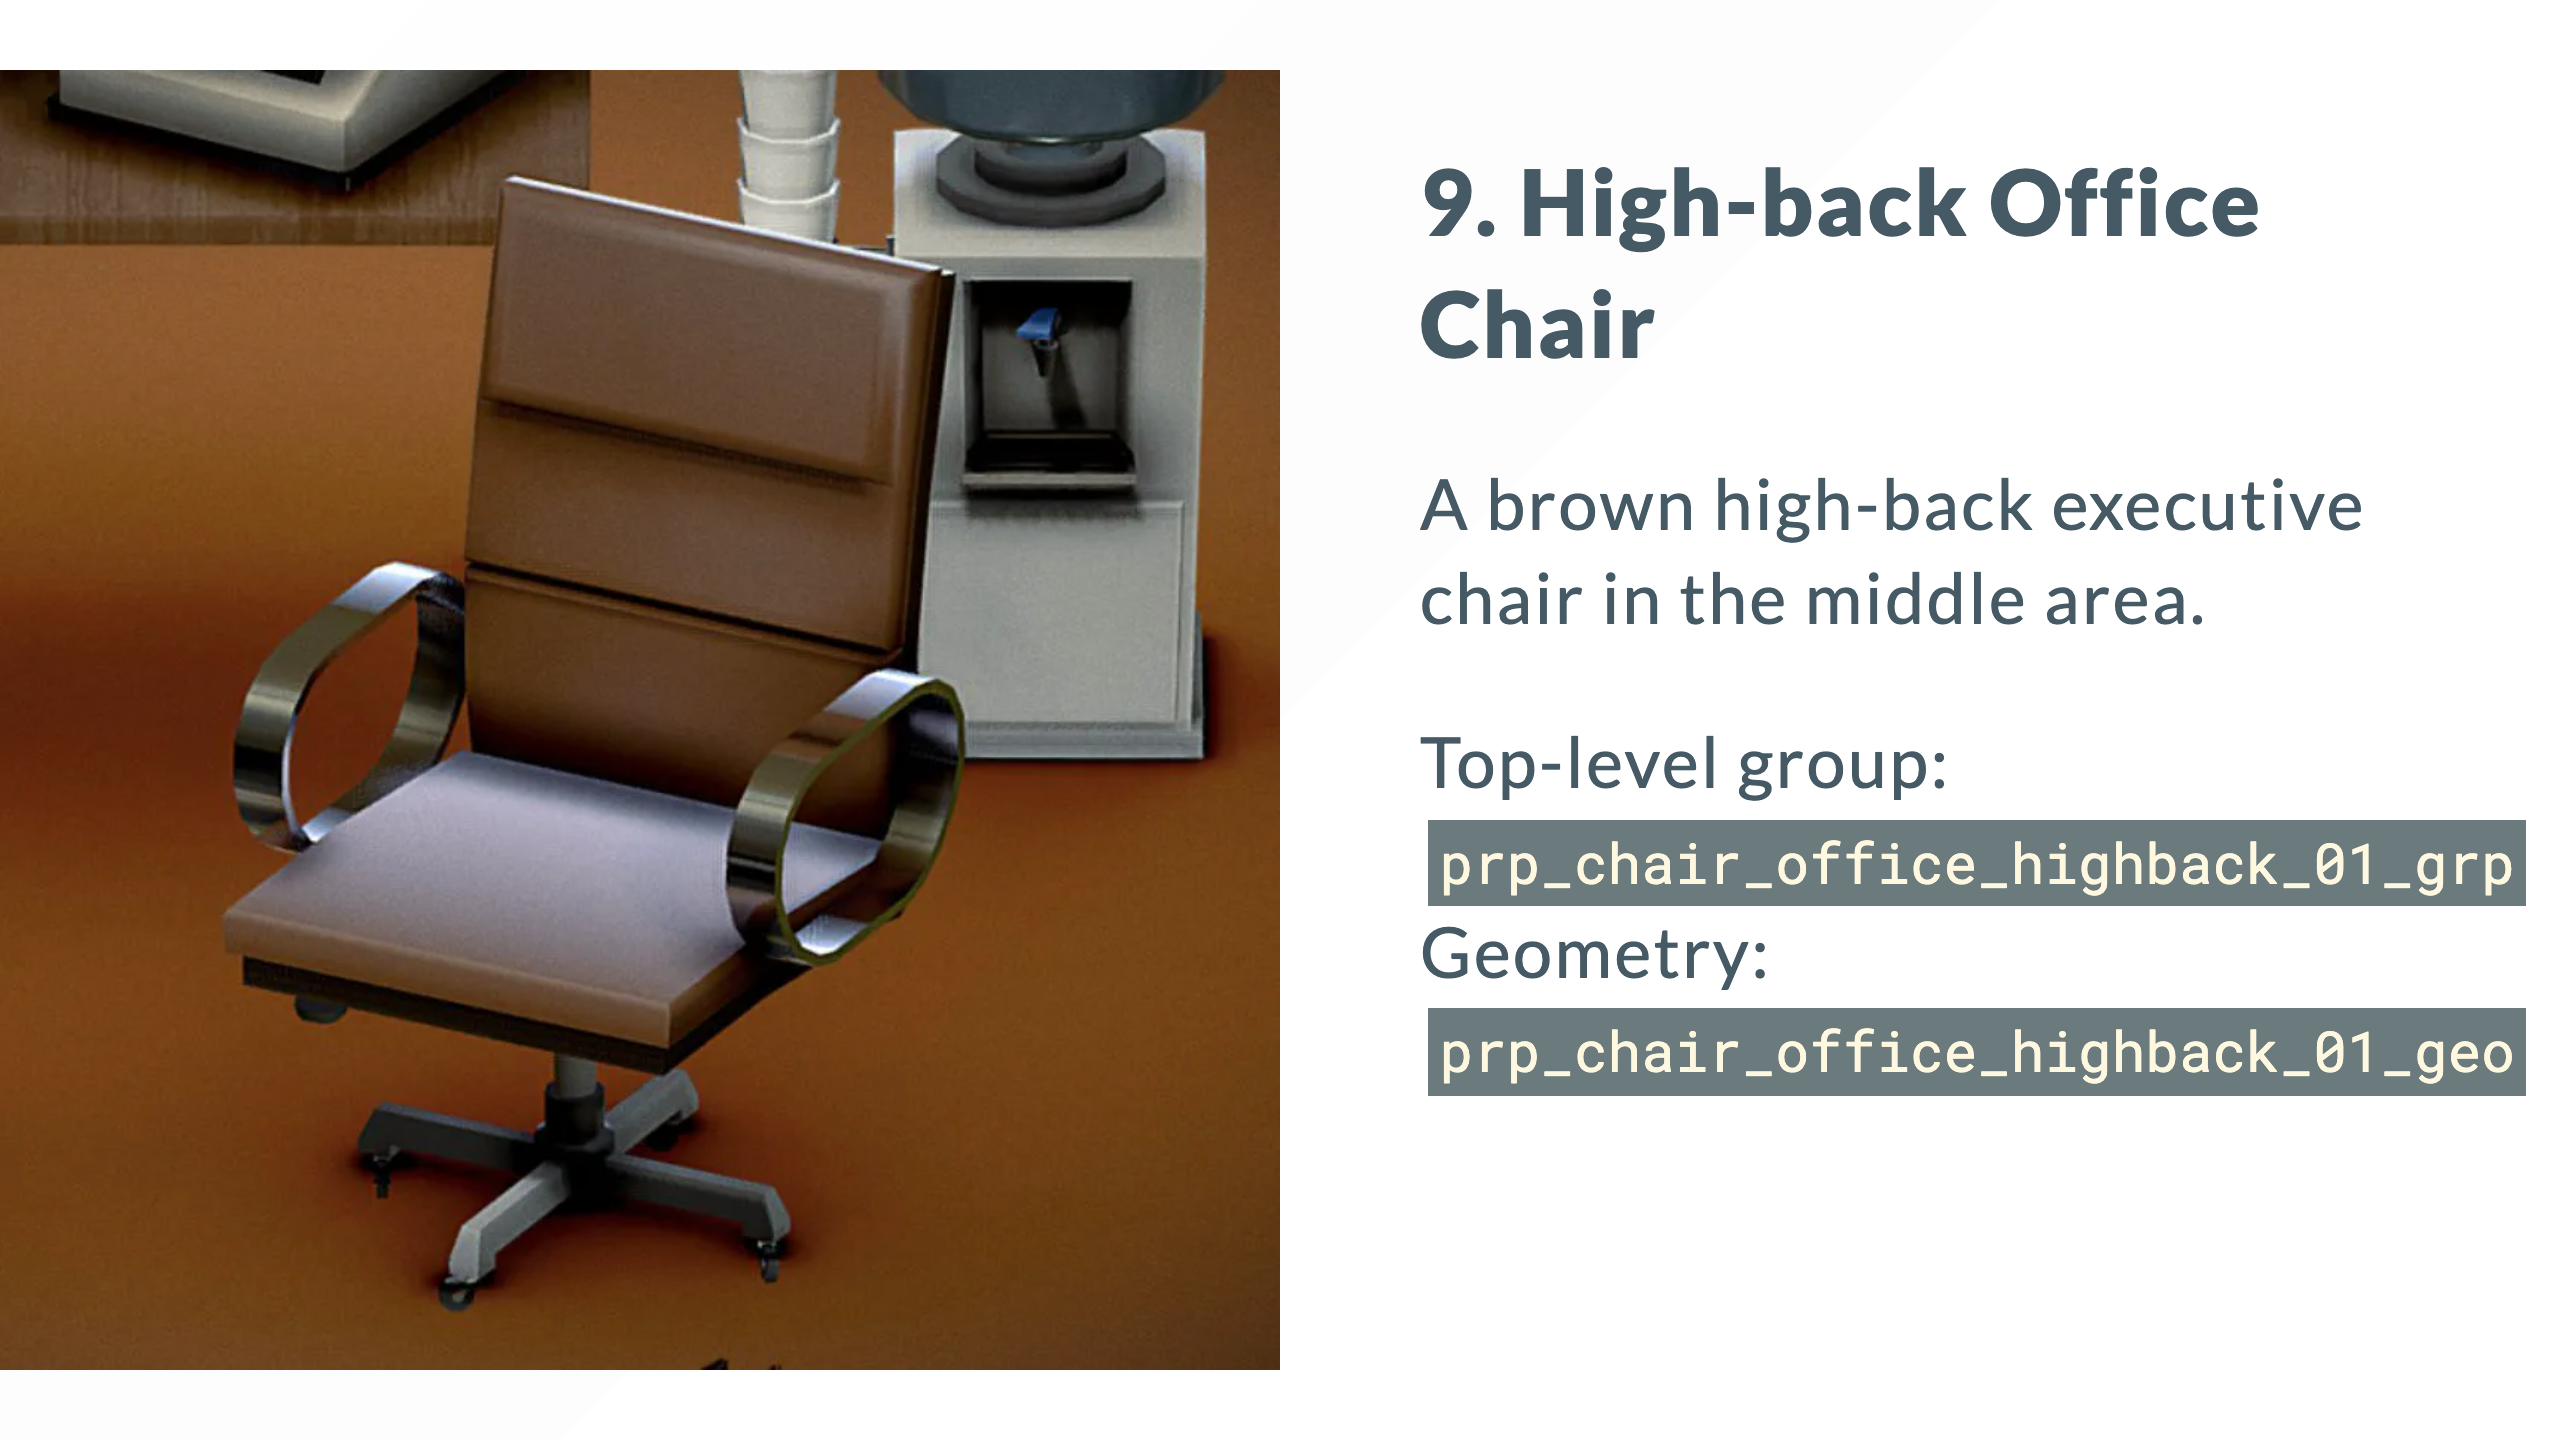 9. High-back Office
Chair
A brown high-back executive
chair in the middle area.
Top-level group:
prp_chair_office_highback_01_grp
Geometry:
prp_chair_office_highback_01_geo